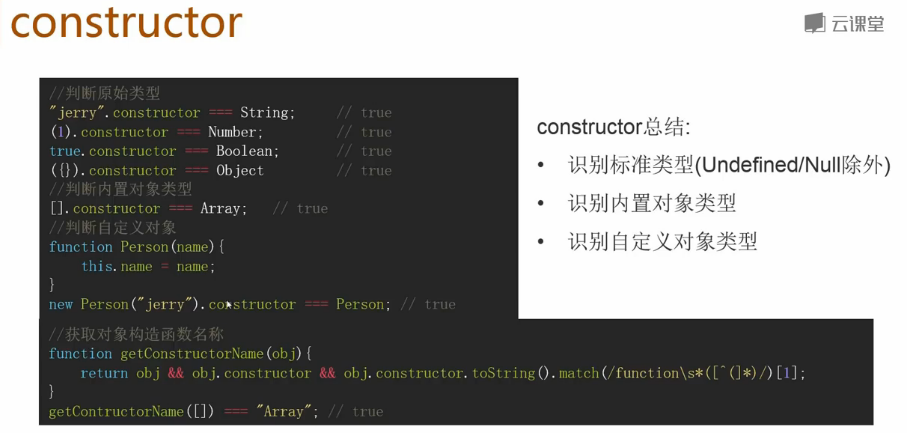 constructor
云课堂
//判断原始类型
"jerry".constructor === String; // true
(1).constructor === Number; // true
true.constructor === Boolean; // true
({}).constructor === Object // true
//判断内置对象类型
[].constructor === Array; // true
//判断自定义对象
function Person(name){
this.name = name;
}
new Person("jerry").constructor === Person; // true
//获取对象构造函数名称
function getConstructorName(obj){
return obj && obj.constructor && obj.constructor.toString().match(/function\s*([^(]*)/)[1];
}
getContructorName([]) === "Array"; // true
constructor总结:
• 识别标准类型(Undefined/Null除外)
• 识别内置对象类型
• 识别自定义对象类型